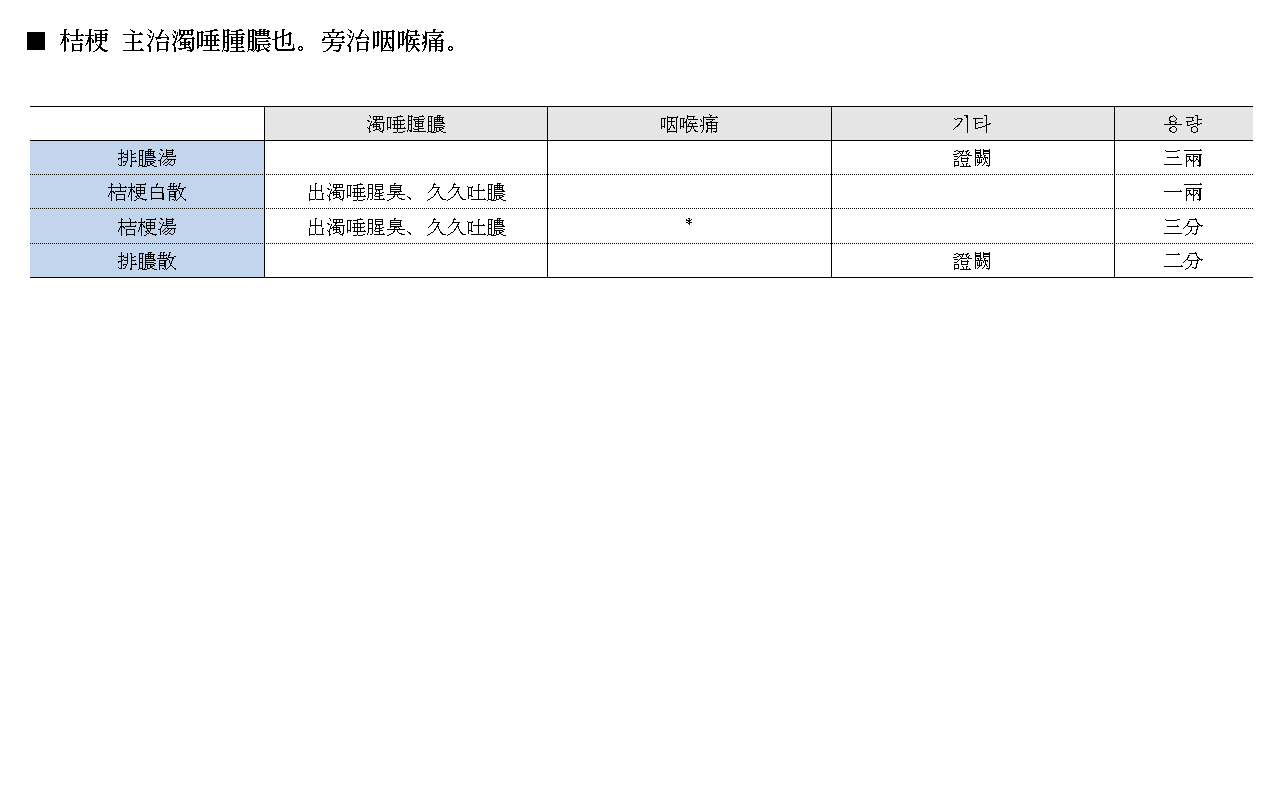 ■ 桔梗 主治濁唾腫膿也。旁治咽喉痛。
濁唾腫膿 咽喉痛 기타 용량
排膿湯 證闕 三兩
桔梗白散 出濁唾腥臭、久久吐膿 一兩
桔梗湯 出濁唾腥臭、久久吐膿 * 三分
排膿散 證闕 二分